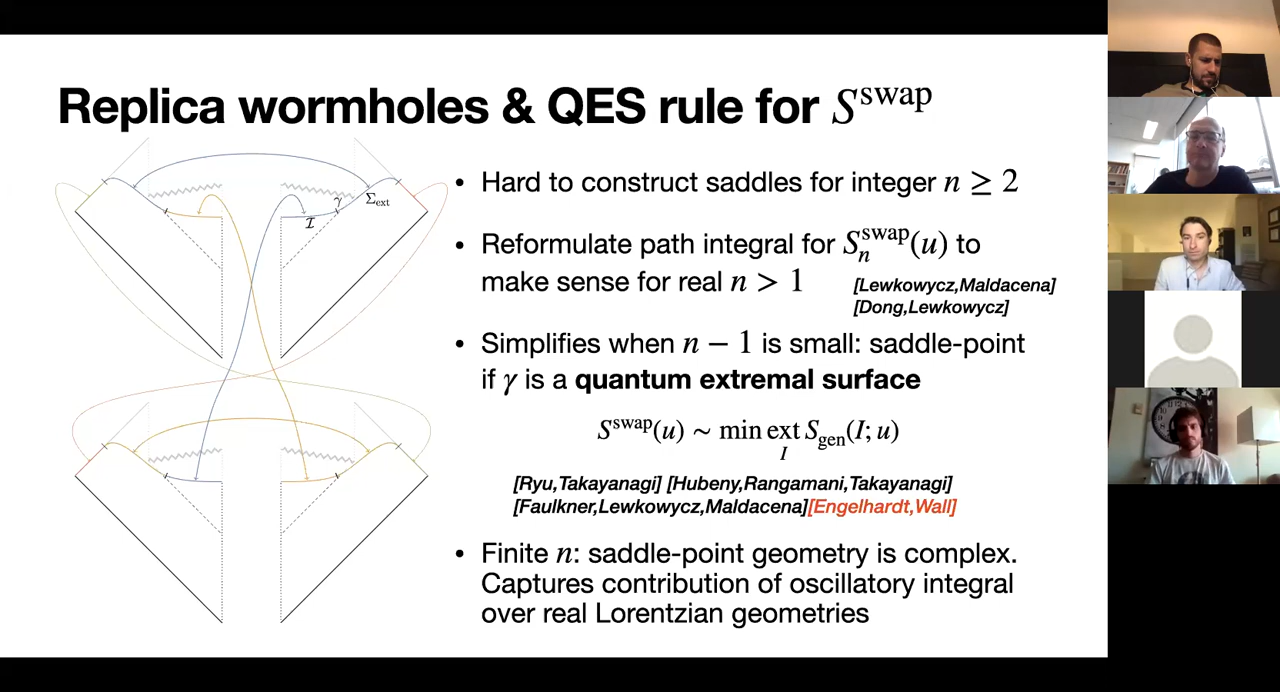 Replica wormholes & QES rule for S^swap
• Hard to construct saddles for integer n ≥ 2
• Reformulate path integral for S_n^swap(u) to
make sense for real n > 1
[Lewkowycz,Maldacena]
[Dong,Lewkowycz]
• Simplifies when n − 1 is small: saddle-point
if γ is a quantum extremal surface
S^swap(u) ∼ min ext_I S_gen(I; u)
[Ryu,Takayanagi] [Hubeny,Rangamani,Takayanagi]
[Faulkner,Lewkowycz,Maldacena][Engelhardt,Wall]
• Finite n: saddle-point geometry is complex.
Captures contribution of oscillatory integral
over real Lorentzian geometries
γ
Σ_ext
ℐ